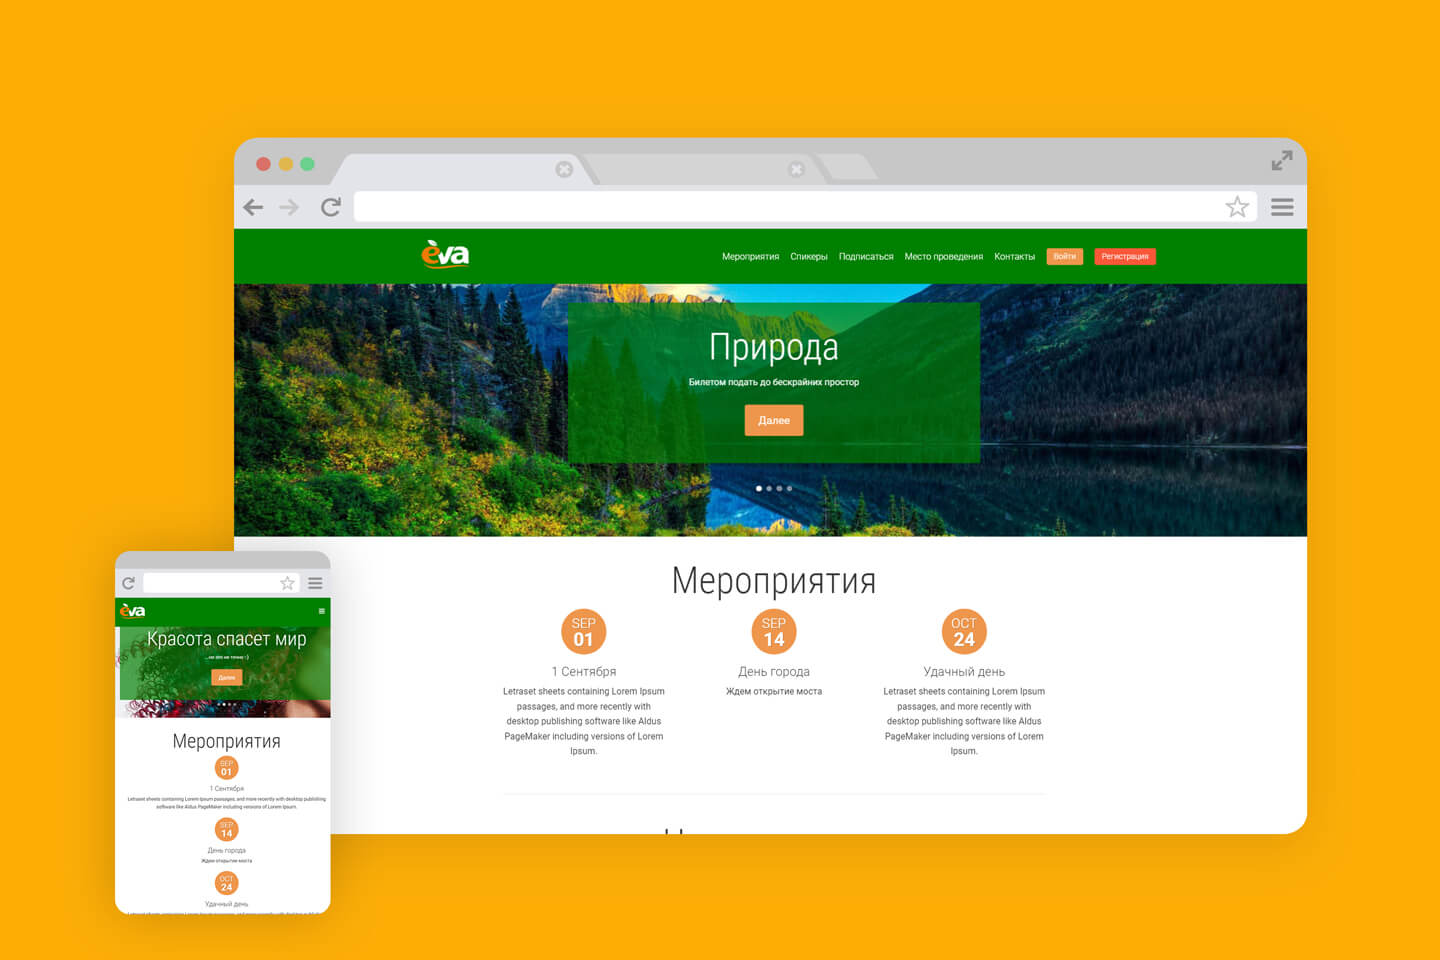 èva
Мероприятия Спикеры Подписаться Место проведения Контакты Войти Регистрация
Природа
Билетом подать до бескрайних простор
Далее
Мероприятия
SEP
01
1 Сентября
Letraset sheets containing Lorem Ipsum
passages, and more recently with
desktop publishing software like Aldus
PageMaker including versions of Lorem
Ipsum.
SEP
14
День города
Ждем открытие моста
OCT
24
Удачный день
Letraset sheets containing Lorem Ipsum
passages, and more recently with
desktop publishing software like Aldus
PageMaker including versions of Lorem
Ipsum.
èva
Красота спасет мир
...но это не точно :-)
Далее
Мероприятия
SEP
01
1 Сентября
Letraset sheets containing Lorem Ipsum passages, and more recently with desktop publishing
software like Aldus PageMaker including versions of Lorem Ipsum.
SEP
14
День города
Ждем открытие моста
OCT
24
Удачный день